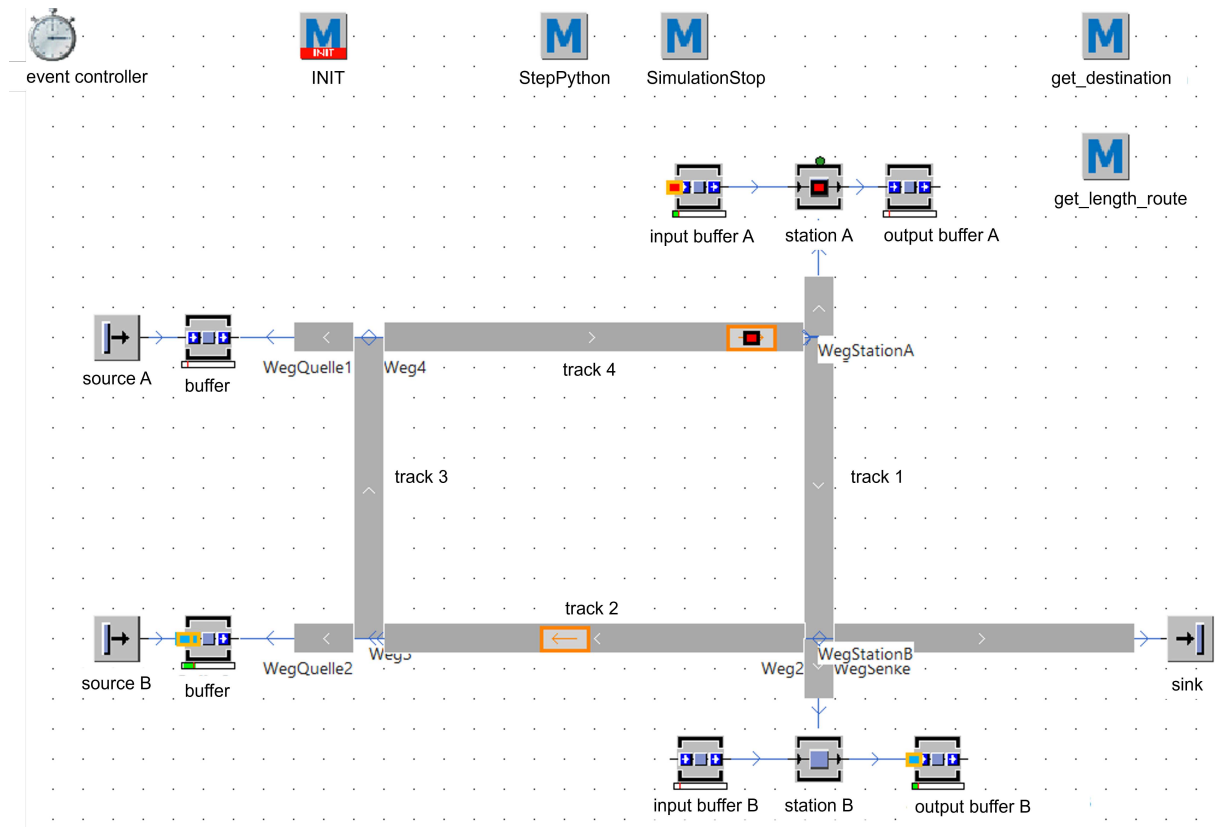 M
M
M
M
INIT
event controller
INIT
StepPython
SimulationStop
get_destination
M
get_length_route
input buffer A
station A
output buffer A
WegStationA
WegQuelle1
Weg4
track 4
source A
buffer
track 3
track 1
track 2
WegStationB
Weg3
WegQuelle2
Weg2
WegSenke
source B
buffer
sink
input buffer B
station B
output buffer B